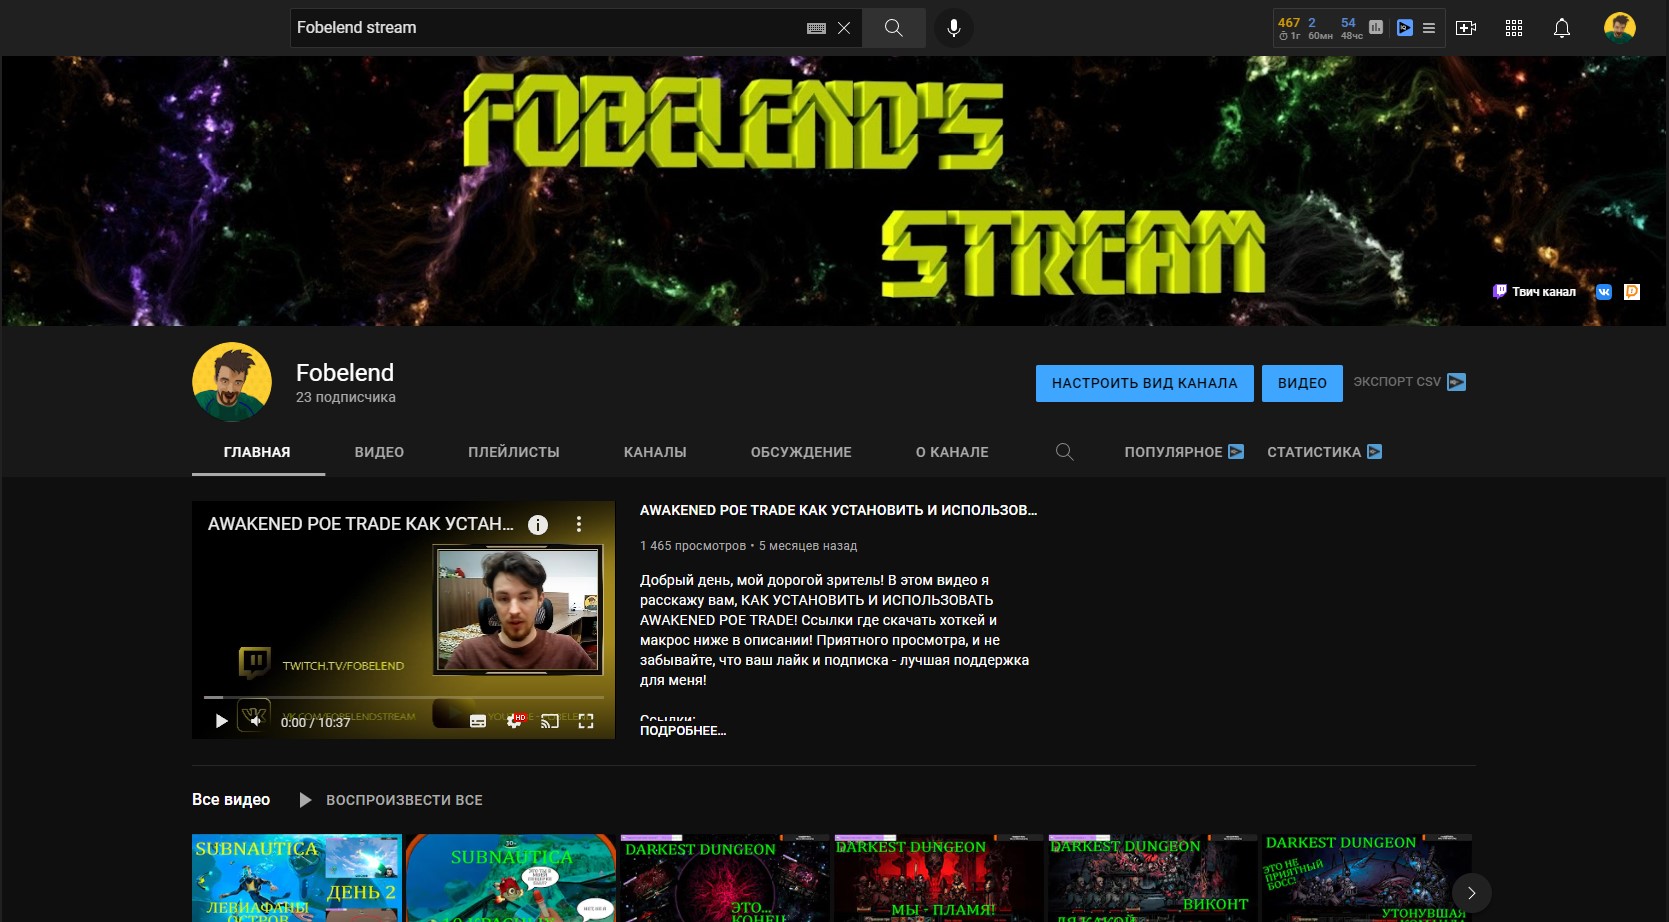 Fobelend stream
467 2 54
1г 60мн 48чс
FOBELEND'S
STREAM
Твич канал
Fobelend
23 подписчика
НАСТРОИТЬ ВИД КАНАЛА
ВИДЕО
ЭКСПОРТ CSV
ГЛАВНАЯ ВИДЕО ПЛЕЙЛИСТЫ КАНАЛЫ ОБСУЖДЕНИЕ О КАНАЛЕ ПОПУЛЯРНОЕ СТАТИСТИКА
AWAKENED POE TRADE КАК УСТАН...
TWITCH.TV/FOBELEND
VK.COM/FOBELENDSTREAM
0:00 / 10:37
HD
AWAKENED POE TRADE КАК УСТАНОВИТЬ И ИСПОЛЬЗОВ...
1 465 просмотров • 5 месяцев назад
Добрый день, мой дорогой зритель! В этом видео я
расскажу вам, КАК УСТАНОВИТЬ И ИСПОЛЬЗОВАТЬ
AWAKENED POE TRADE! Ссылки где скачать хоткей и
макрос ниже в описании! Приятного просмотра, и не
забывайте, что ваш лайк и подписка - лучшая поддержка
для меня!
Ссылки:
ПОДРОБНЕЕ...
Все видео
ВОСПРОИЗВЕСТИ ВСЕ
SUBNAUTICA
ДЕНЬ 2
ЛЕВИАФАНЫ
ОСТРОВ
SUBNAUTICA
DARKEST DUNGEON
ЭТО...
КОНЕЦ
DARKEST DUNGEON
МЫ - ПЛАМЯ!
DARKEST DUNGEON
ВИКОНТ
DARKEST DUNGEON
ЭТО НЕ
ПРИЯТНЫЙ
БОСС!
УТОНУВШАЯ